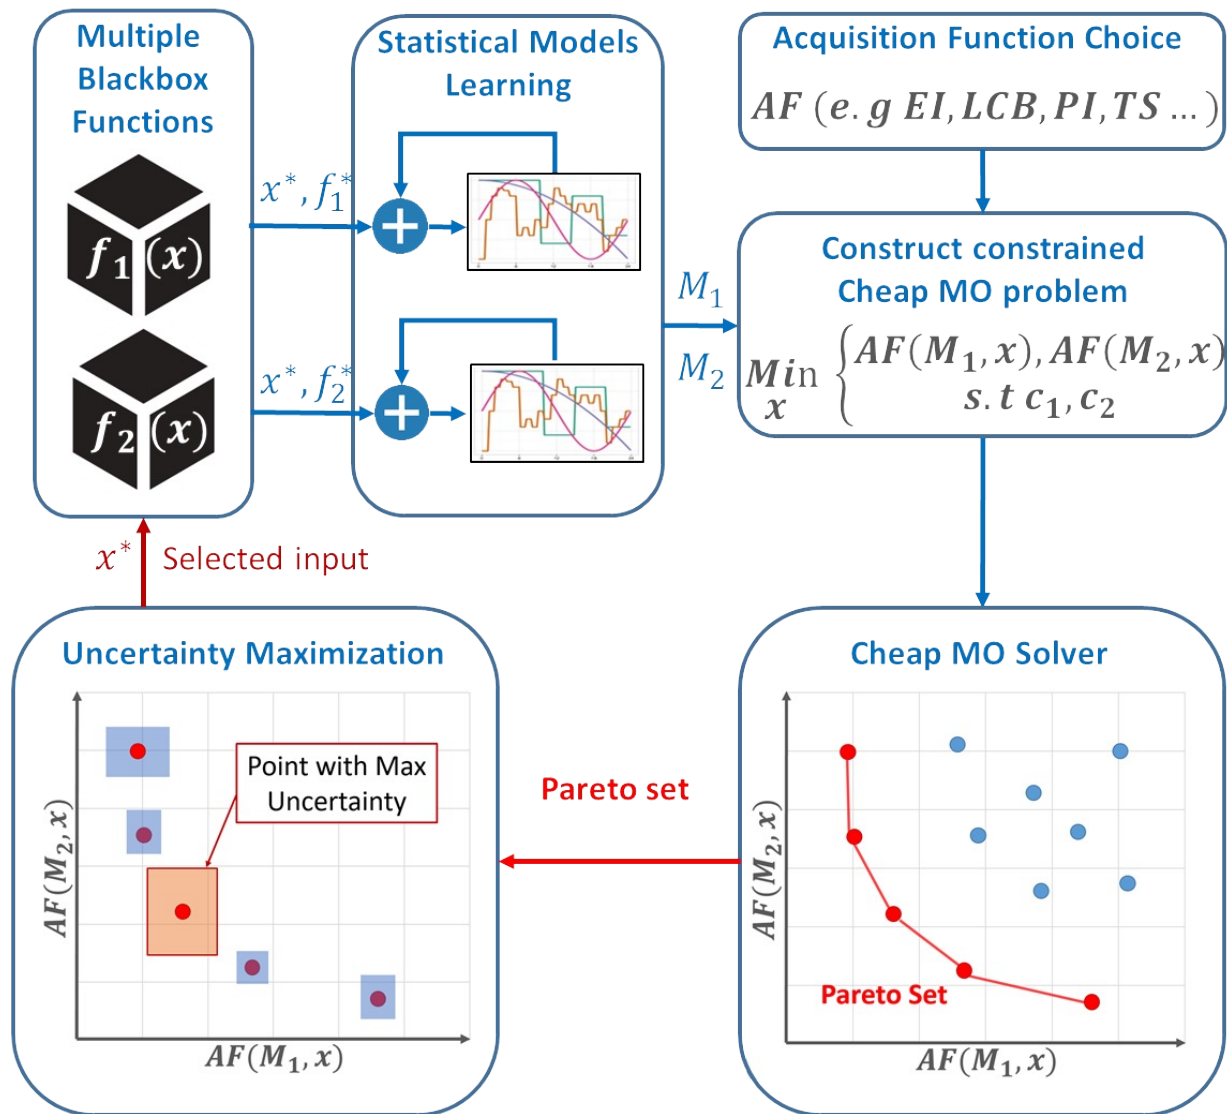 Multiple
Blackbox
Functions
f₁ (x)
f₂ (x)
x*, f₁*
x*, f₂*
Statistical Models
Learning
M₁
M₂
Acquisition Function Choice
AF (e. g EI, LCB, PI, TS ...)
Construct constrained
Cheap MO problem
Min { AF(M₁, x), AF(M₂, x)
x s. t c₁, c₂
x* Selected input
Uncertainty Maximization
Point with Max
Uncertainty
AF(M₂, x)
AF(M₁, x)
Pareto set
Cheap MO Solver
AF(M₂, x)
Pareto Set
AF(M₁, x)